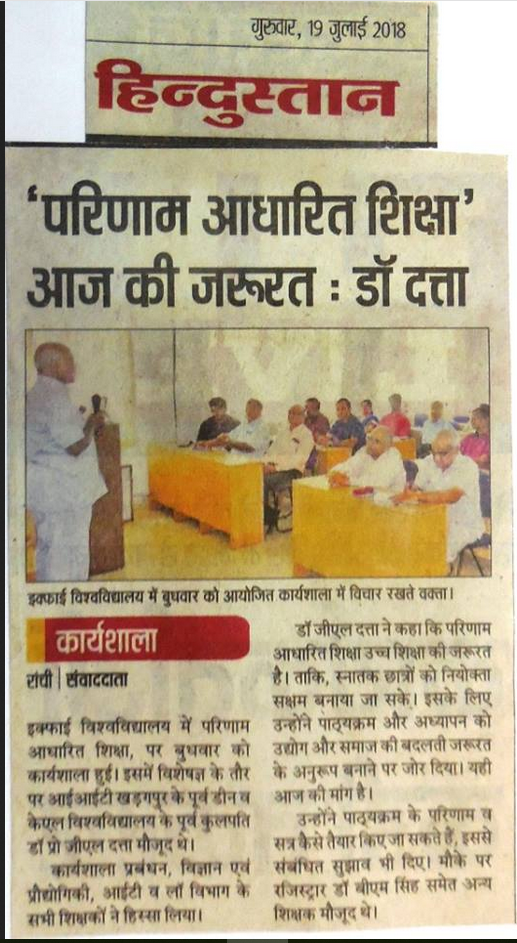 गुरुवार, 19 जुलाई 2018
हिन्दुस्तान
‘परिणाम आधारित शिक्षा’
आज की जरूरत : डॉ दत्ता
इक्फाई विश्वविद्यालय में बुधवार को आयोजित कार्यशाला में विचार रखते वक्ता।
कार्यशाला
रांची | संवाददाता
इक्फाई विश्वविद्यालय में परिणाम
आधारित शिक्षा, पर बुधवार को
कार्यशाला हुई। इसमें विशेषज्ञ के तौर
पर आईआईटी खड़गपुर के पूर्व डीन व
केएल विश्वविद्यालय के पूर्व कुलपति
डॉ प्रो जीएल दत्ता मौजूद थे।
कार्यशाला प्रबंधन, विज्ञान एवं
प्रौद्योगिकी, आईटी व लॉ विभाग के
सभी शिक्षकों ने हिस्सा लिया।
डॉ जीएल दत्ता ने कहा कि परिणाम
आधारित शिक्षा उच्च शिक्षा की जरूरत
है। ताकि, स्नातक छात्रों को नियोक्ता
सक्षम बनाया जा सके। इसके लिए
उन्होंने पाठ्यक्रम और अध्यापन को
उद्योग और समाज की बदलती जरूरत
के अनुरूप बनाने पर जोर दिया। यही
आज की मांग है।
उन्होंने पाठ्यक्रम के परिणाम व
सत्र कैसे तैयार किए जा सकते हैं, इससे
संबंधित सुझाव भी दिए। मौके पर
रजिस्ट्रार डॉ बीएम सिंह समेत अन्य
शिक्षक मौजूद थे।